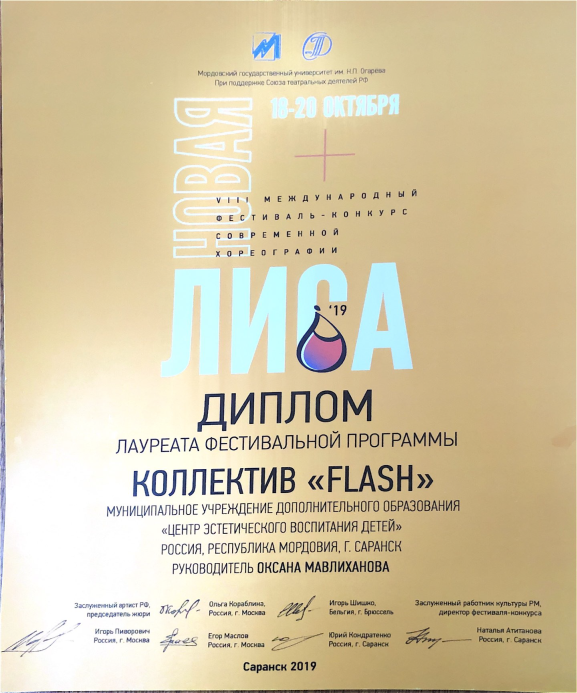 Мордовский государственный университет им. Н.П. Огарёва
При поддержке Союза театральных деятелей РФ
18-20 ОКТЯБРЯ
НОВАЯ
VIII МЕЖДУНАРОДНЫЙ
ФЕСТИВАЛЬ-КОНКУРС
СОВРЕМЕННОЙ
ХОРЕОГРАФИИ
ЛИСА
'19
ДИПЛОМ
ЛАУРЕАТА ФЕСТИВАЛЬНОЙ ПРОГРАММЫ
КОЛЛЕКТИВ «FLASH»
МУНИЦИПАЛЬНОЕ УЧРЕЖДЕНИЕ ДОПОЛНИТЕЛЬНОГО ОБРАЗОВАНИЯ
«ЦЕНТР ЭСТЕТИЧЕСКОГО ВОСПИТАНИЯ ДЕТЕЙ»
РОССИЯ, РЕСПУБЛИКА МОРДОВИЯ, Г. САРАНСК
РУКОВОДИТЕЛЬ ОКСАНА МАВЛИХАНОВА
Заслуженный артист РФ,
председатель жюри
Игорь Пиворович
Россия, г. Москва
Ольга Кораблина,
Россия, г. Москва
Егор Маслов
Россия, г. Москва
Игорь Шишко,
Бельгия, г. Брюссель
Юрий Кондратенко
Россия, г. Саранск
Заслуженный работник культуры РМ,
директор фестиваля-конкурса
Наталья Атитанова
Россия, г. Саранск
Саранск 2019